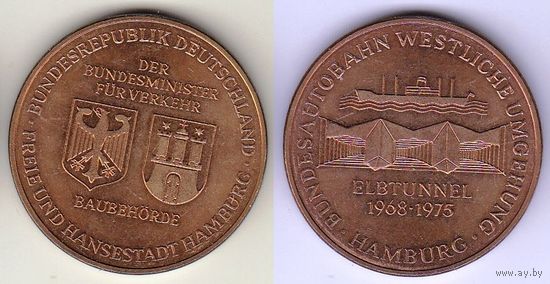 BUNDESREPUBLIK DEUTSCHLAND
DER
BUNDESMINISTER
FÜR VERKEHR
BAUBEHÖRDE
· FREIE UND HANSESTADT HAMBURG ·
BUNDESAUTOBAHN WESTLICHE UMGEHUNG
ELBTUNNEL
1968-1975
· HAMBURG ·
www.ay.by